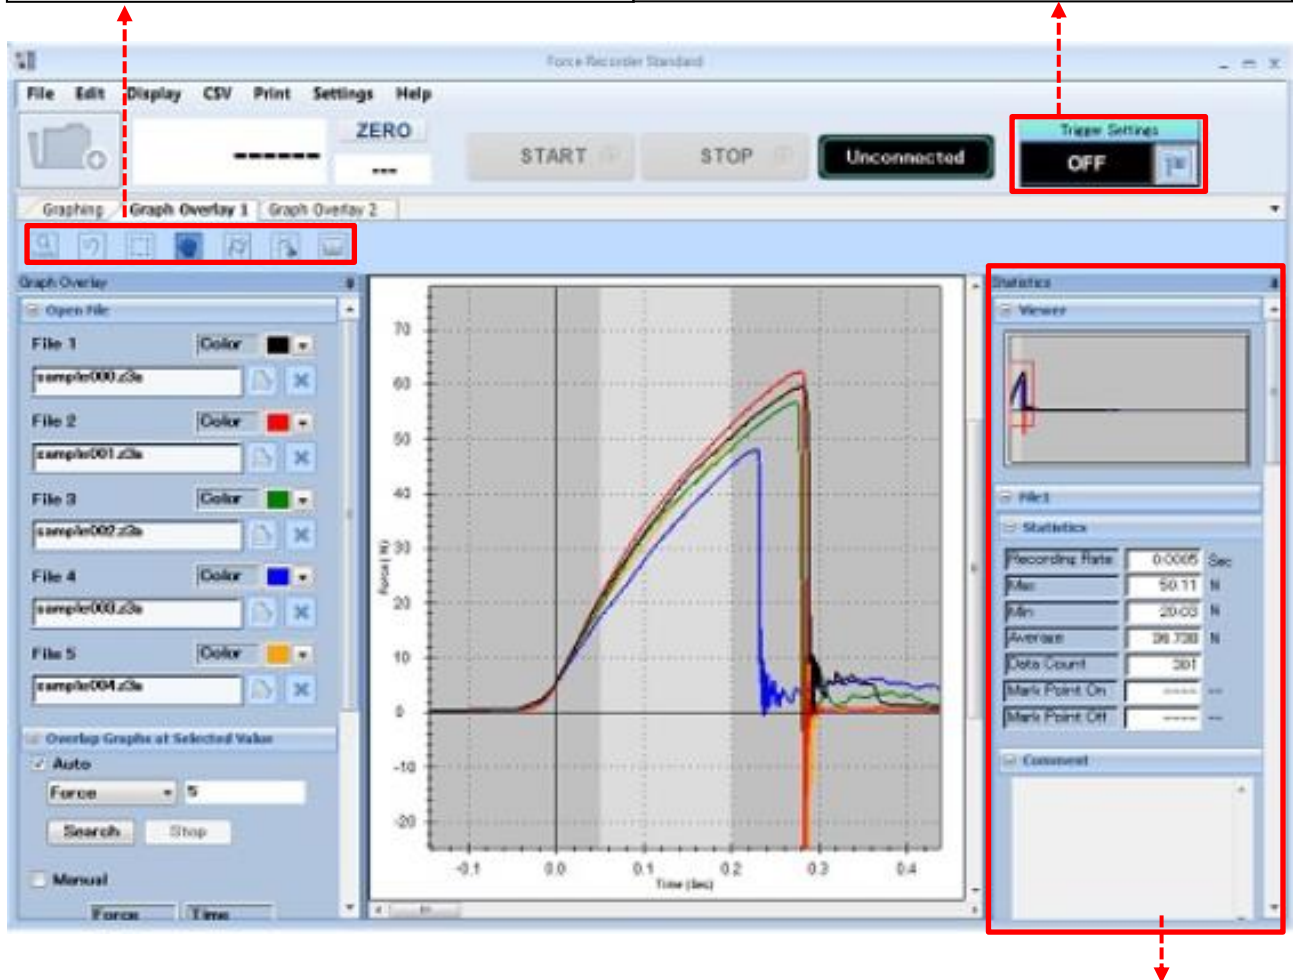 Force Recorder Standard
File Edit Display CSV Print Settings Help
ZERO
------
---
START
STOP
Unconnected
Trigger Settings
OFF
Graphing
Graph Overlay 1
Graph Overlay 2
Graph Overlay
Open File
File 1 Color
sample000.z3a
File 2 Color
sample001.z3a
File 3 Color
sample002.z3a
File 4 Color
sample003.z3a
File 5 Color
sample004.z3a
Overlap Graphs at Selected Value
Auto
Force 5
Search Stop
Manual
Force Time
70
60
50
40
30
20
10
0
-10
-20
Force (N)
-0.1 0.0 0.1 0.2 0.3 0.4
Time (Sec)
Statistics
Viewer
File1
Statistics
Recording Rate 0.0005 Sec
Max 50.11 N
Min 20.03 N
Average 36.738 N
Data Count 301
Mark Point On ---- --
Mark Point Off ---- --
Comment